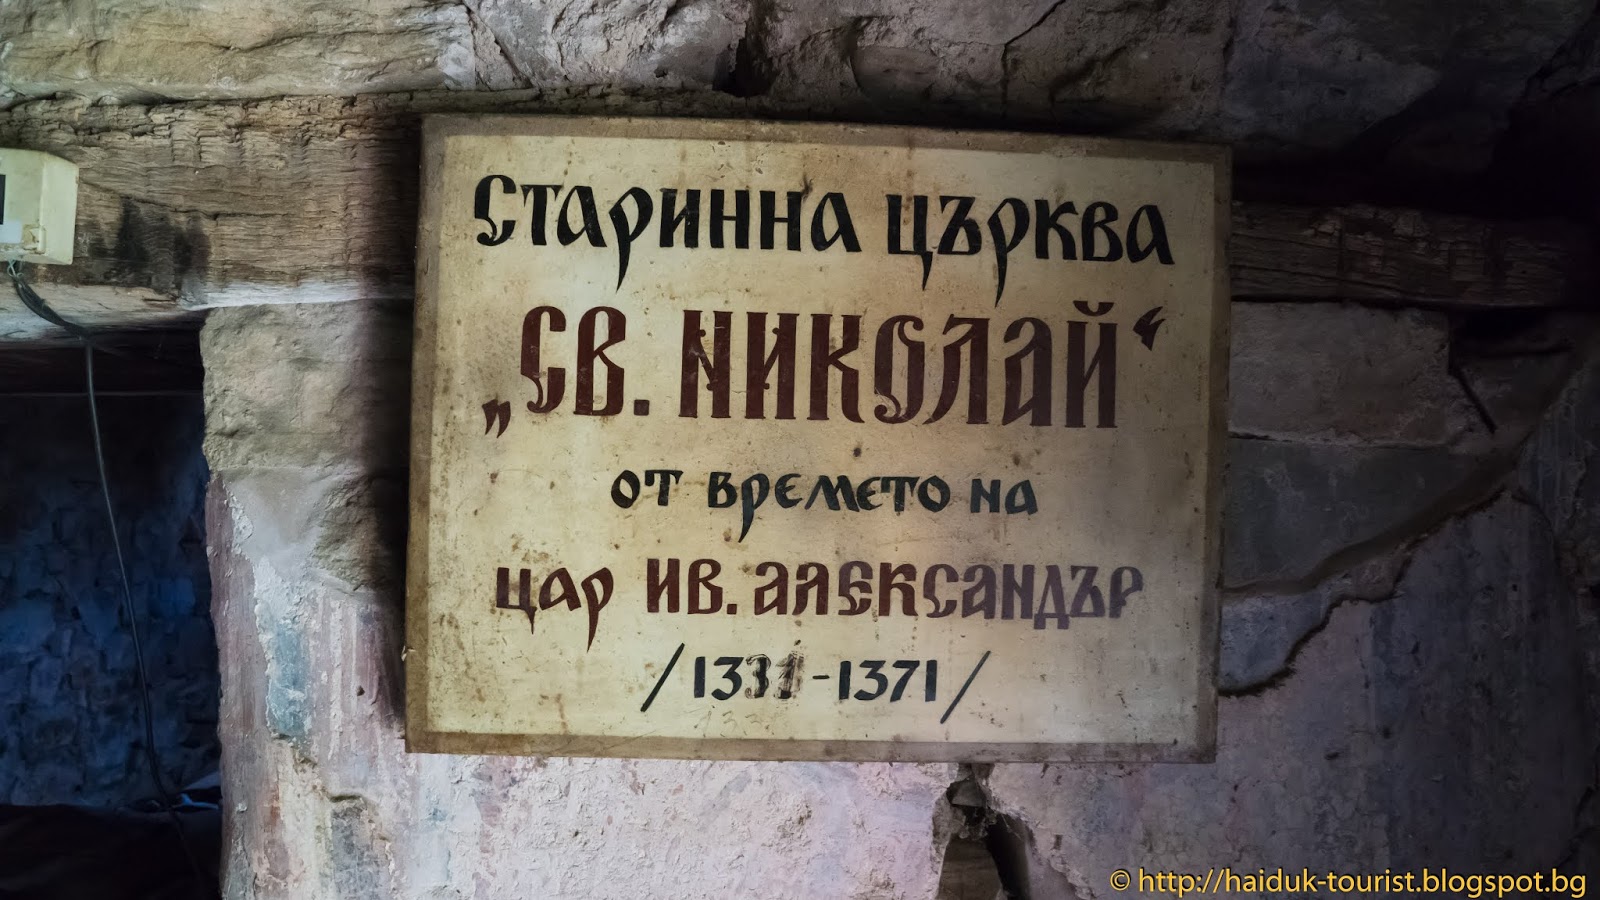 Старинна църква
„Св. Николай“
от времето на
цар Ив. Александър
/1331-1371/
© http://haiduk-tourist.blogspot.bg